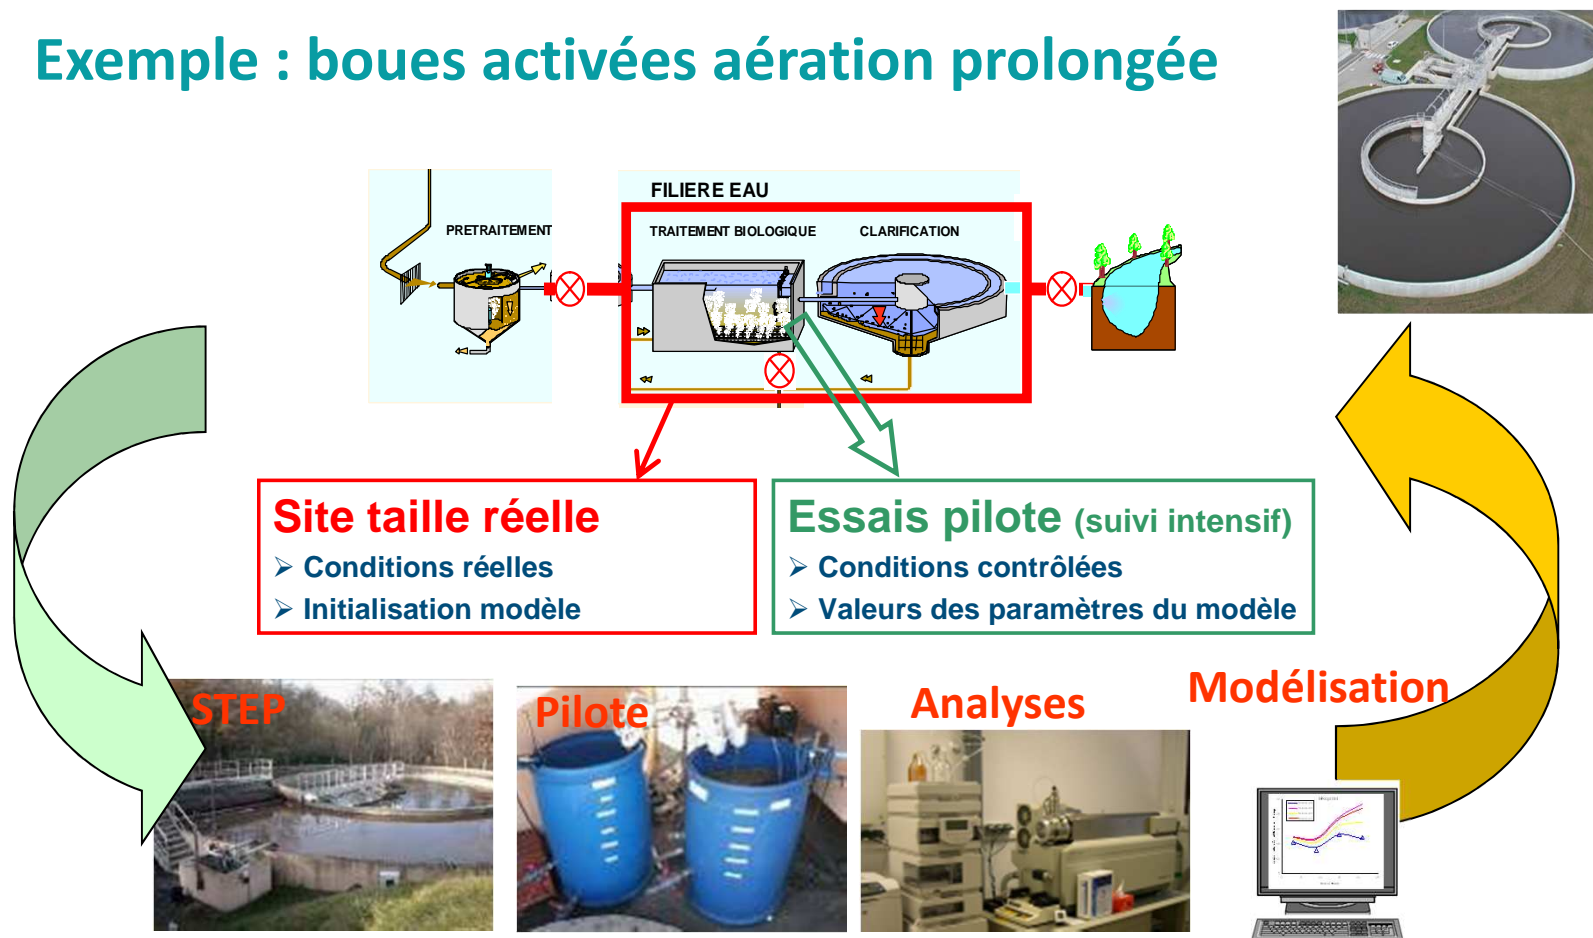 Exemple : boues activées aération prolongée
FILIERE EAU
PRETRAITEMENT
TRAITEMENT BIOLOGIQUE
CLARIFICATION
Site taille réelle
➢ Conditions réelles
➢ Initialisation modèle
Essais pilote (suivi intensif)
➢ Conditions contrôlées
➢ Valeurs des paramètres du modèle
STEP
Pilote
Analyses
Modélisation